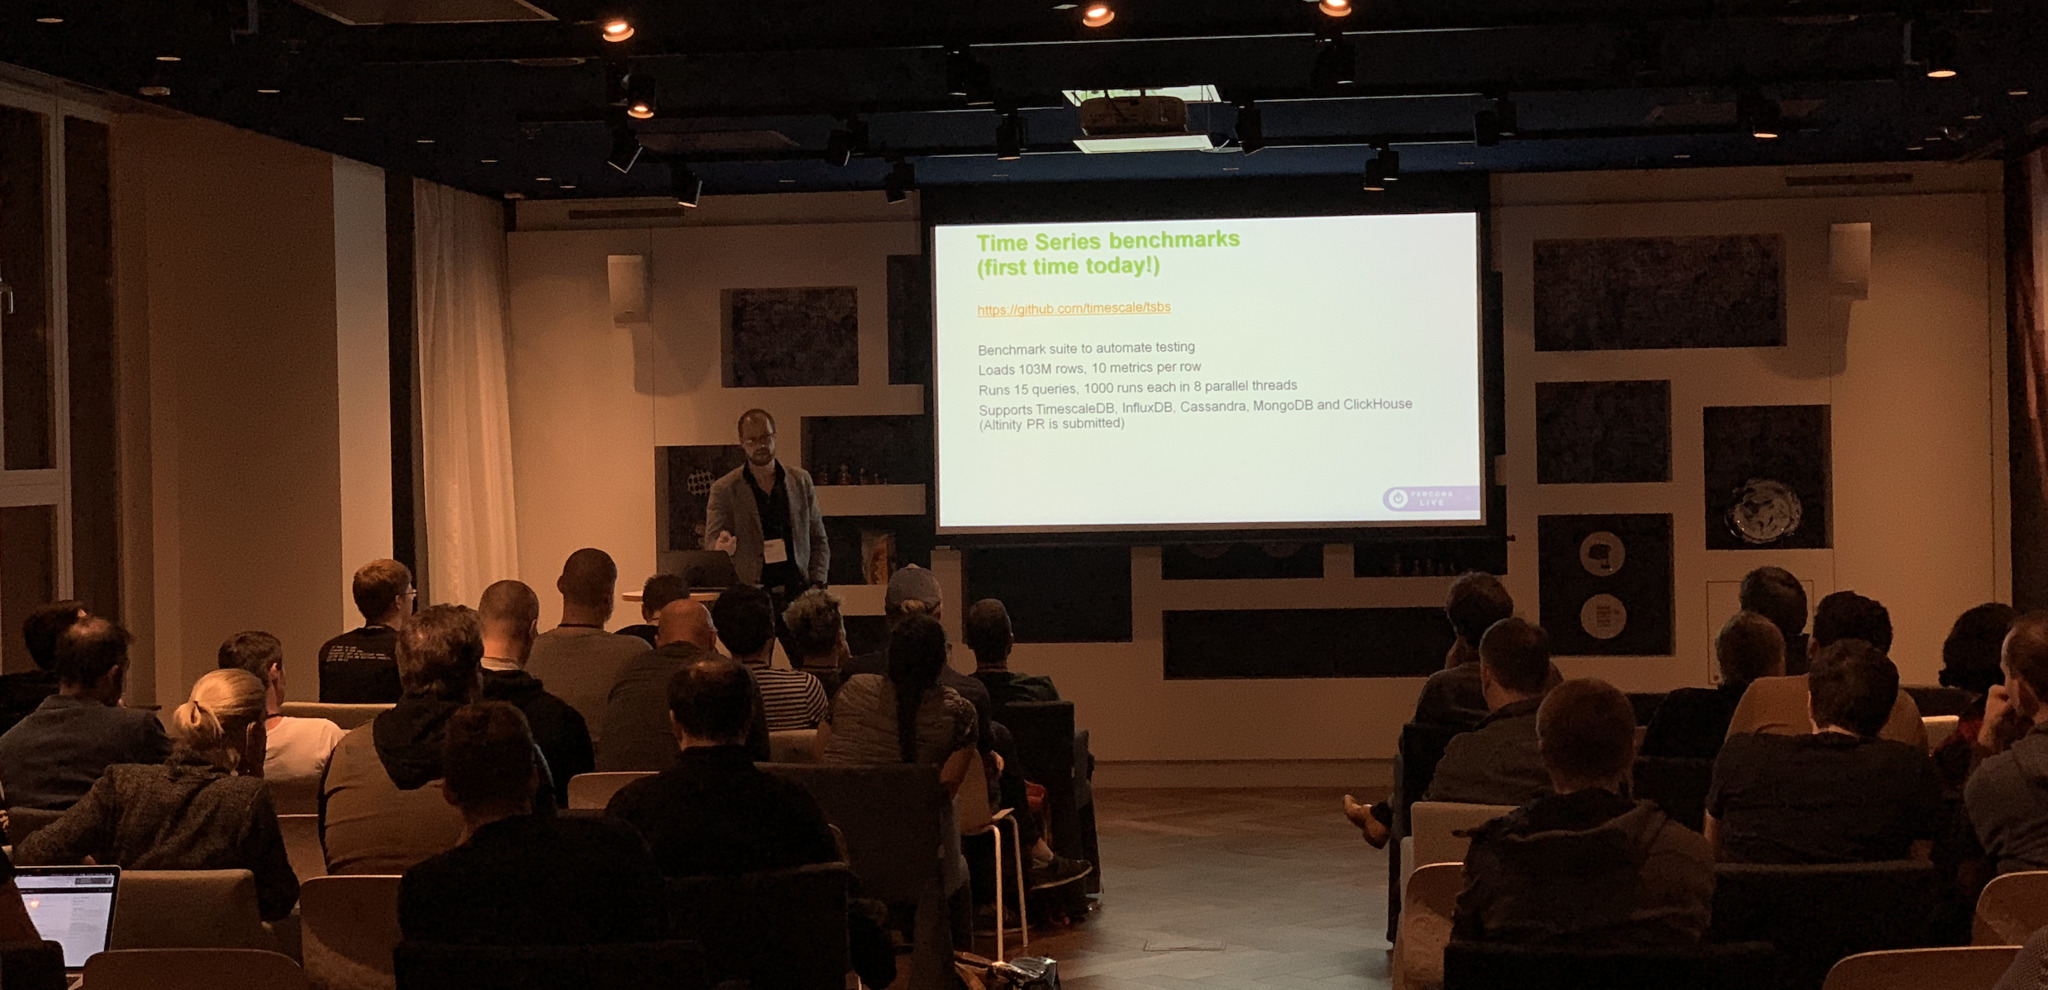 Time Series benchmarks
(first time today!)
https://github.com/timescale/tsbs
Benchmark suite to automate testing
Loads 103M rows, 10 metrics per row
Runs 15 queries, 1000 runs each in 8 parallel threads
Supports TimescaleDB, InfluxDB, Cassandra, MongoDB and ClickHouse
(Altinity PR is submitted)
PERCONA
LIVE